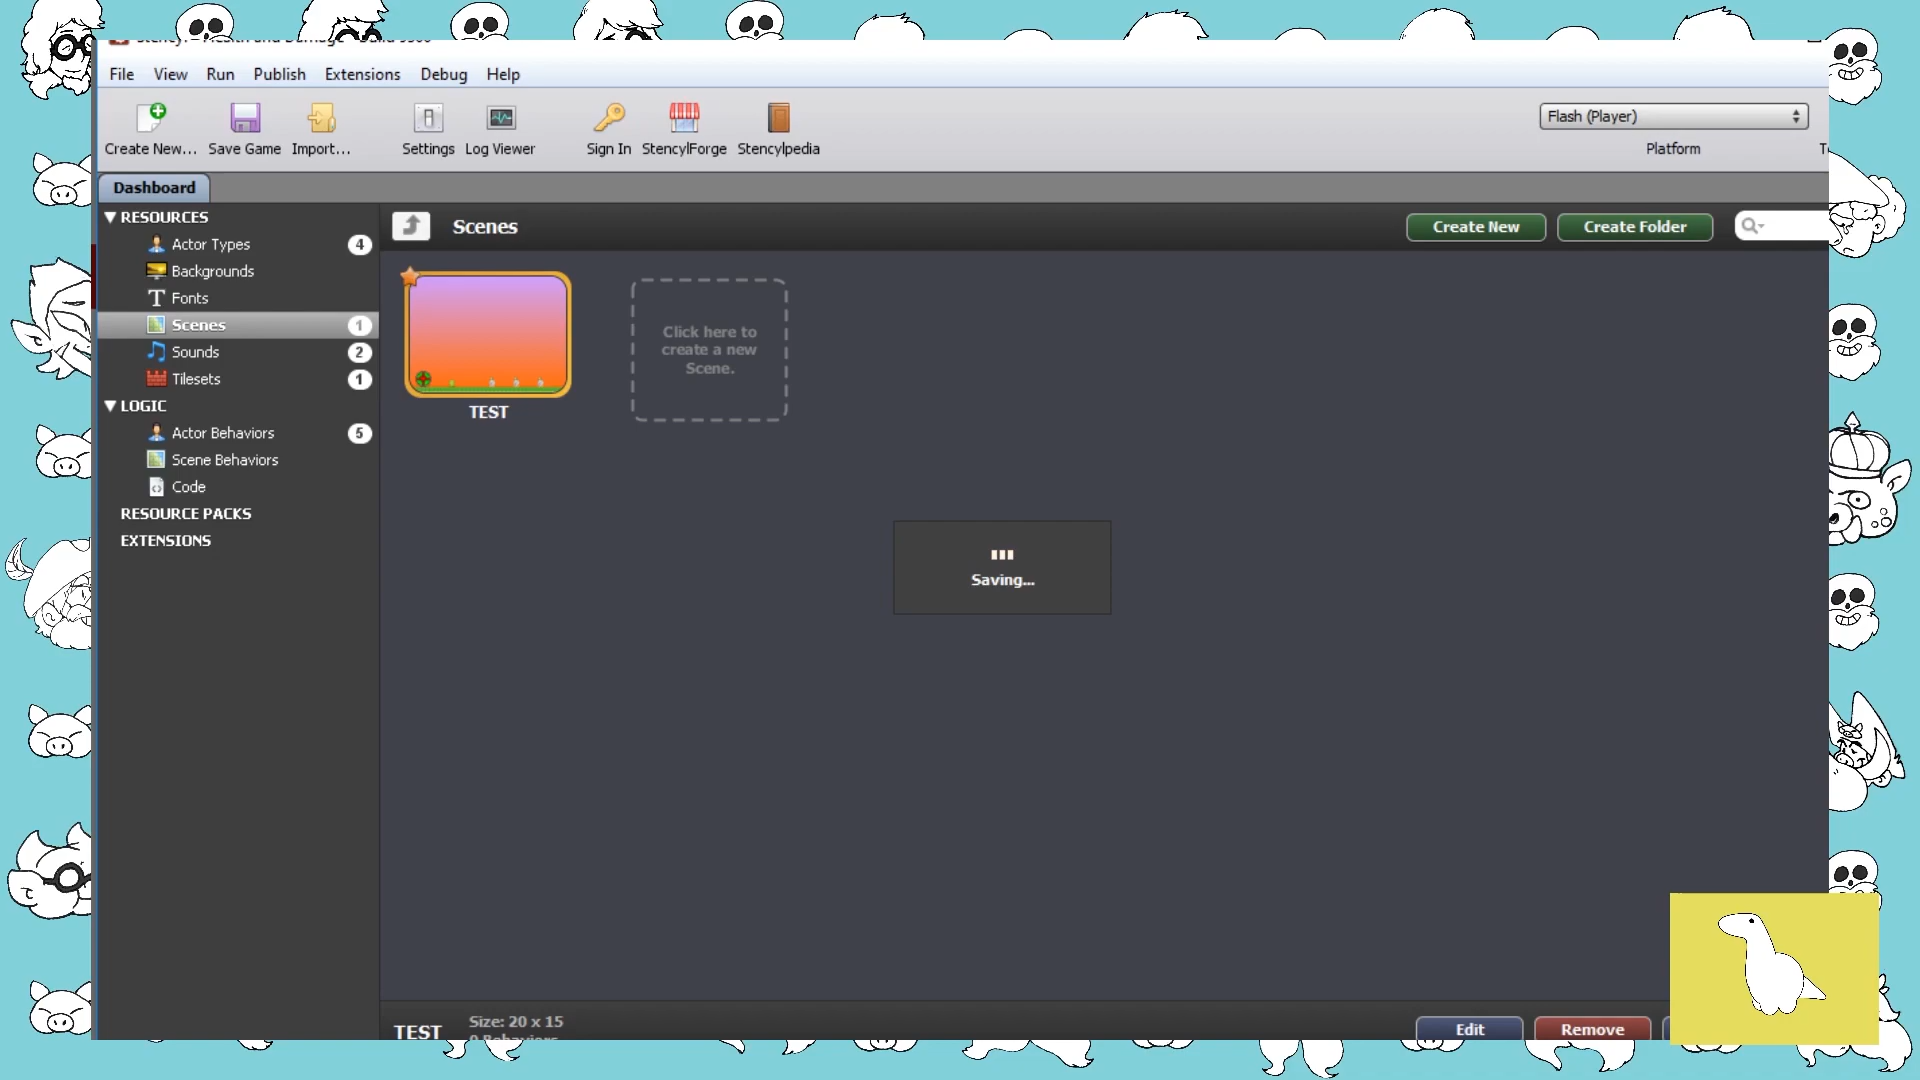 File View Run Publish Extensions Debug Help
Create New... Save Game Import... Settings Log Viewer Sign In StencylForge Stencylpedia
Flash (Player)
Platform
Dashboard
RESOURCES
Actor Types 4
Backgrounds
Fonts
Scenes 1
Sounds 2
Tilesets 1
LOGIC
Actor Behaviors 5
Scene Behaviors
Code
RESOURCE PACKS
EXTENSIONS
Scenes
Create New
Create Folder
TEST
Click here to
create a new
Scene.
Saving...
TEST
Size: 20 x 15
Edit
Remove